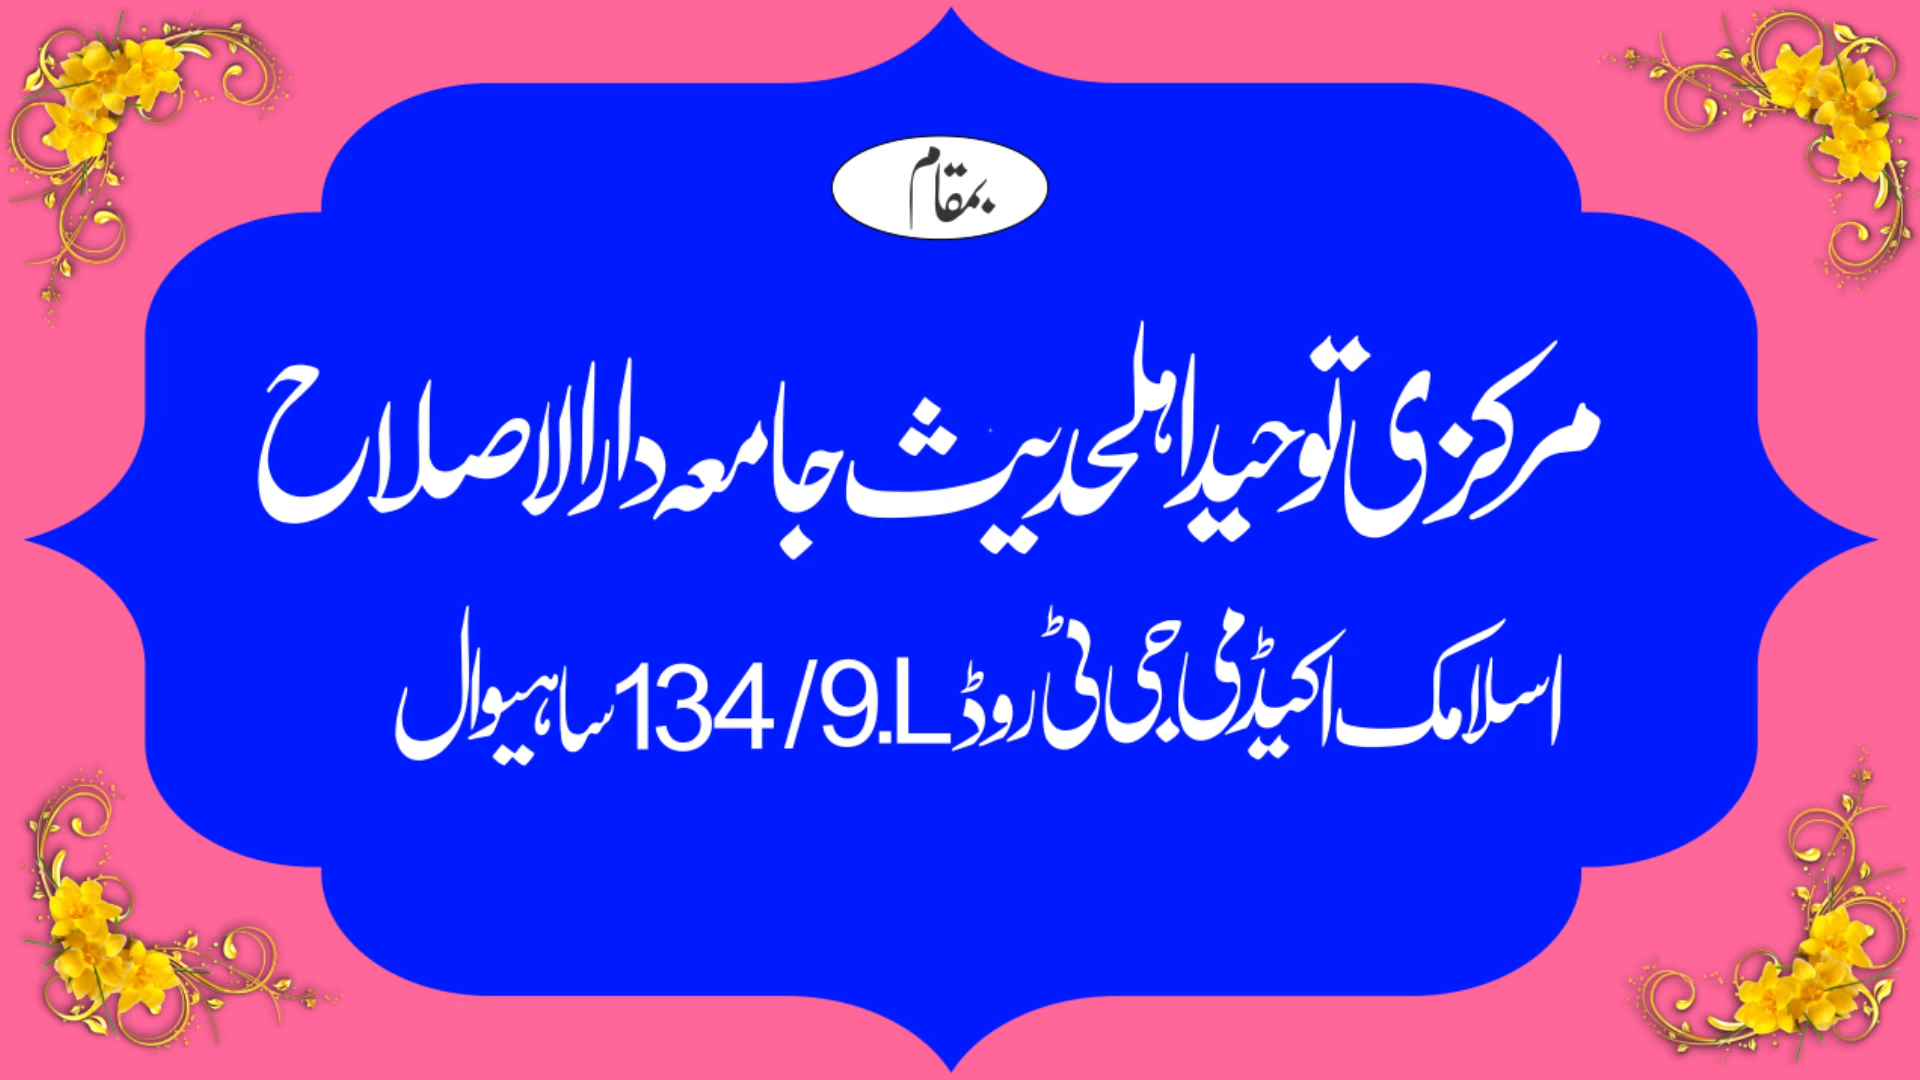 بمقام
مرکزی توحید اہلحدیث جامعہ دارالاصلاح
اسلامک اکیڈمی جی ٹی روڈ 134/9.L ساہیوال